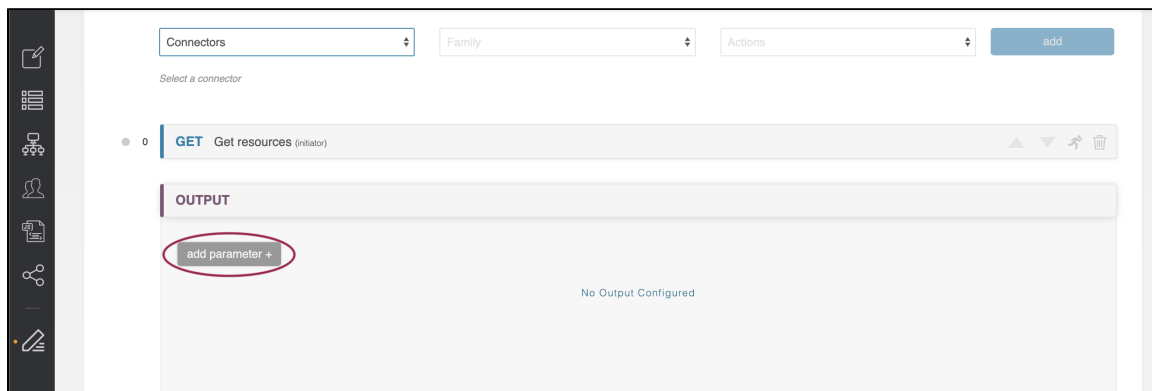 Connectors Family Actions add
Select a connector
0 GET Get resources (initiator)
OUTPUT
add parameter +
No Output Configured